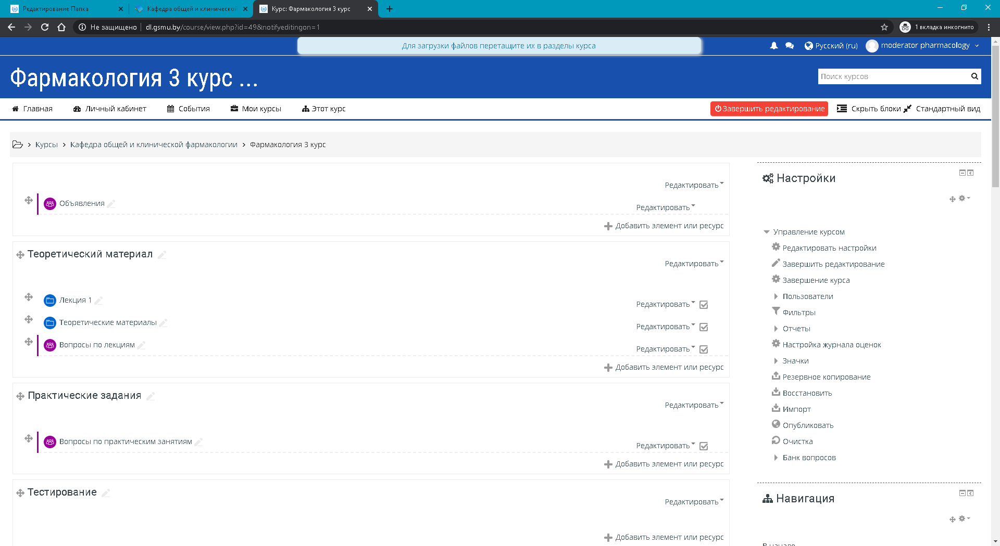 Редактирование Папка
Кафедра общей и клинической
Курс: Фармакология 3 курс
Не защищено
dl.gsmu.by/course/view.php?id=49&notifyeditingon=1
1 вкладка инкогнито
Для загрузки файлов перетащите их в разделы курса
Русский (ru)
moderator pharmacology
Фармакология 3 курс ...
Поиск курсов
Главная
Личный кабинет
События
Мои курсы
Этот курс
Завершить редактирование
Скрыть блоки
Стандартный вид
Курсы
Кафедра общей и клинической фармакологии
Фармакология 3 курс
Редактировать
Объявления
Редактировать
Добавить элемент или ресурс
Теоретический материал
Редактировать
Лекция 1
Редактировать
Теоретические материалы
Редактировать
Вопросы по лекциям
Редактировать
Добавить элемент или ресурс
Практические задания
Редактировать
Вопросы по практическим занятиям
Редактировать
Добавить элемент или ресурс
Тестирование
Редактировать
Добавить элемент или ресурс
Настройки
Управление курсом
Редактировать настройки
Завершить редактирование
Завершение курса
Пользователи
Фильтры
Отчеты
Настройка журнала оценок
Значки
Резервное копирование
Восстановить
Импорт
Опубликовать
Очистка
Банк вопросов
Навигация
В начало